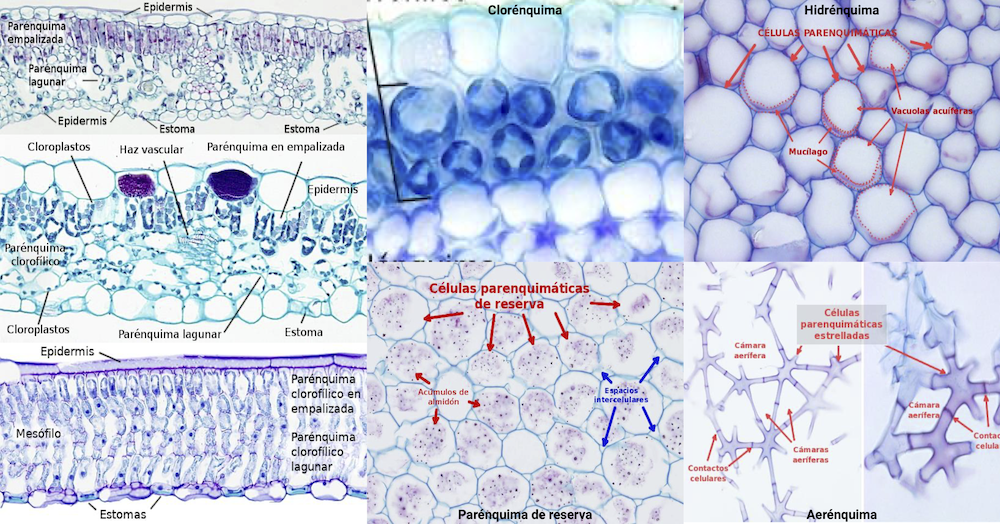 Epidermis
Parénquima
empalizada
Parénquima
lagunar
Epidermis
Estoma
Estoma
Cloroplastos
Haz vascular
Parénquima en empalizada
Epidermis
Parénquima
clorofílico
Cloroplastos
Parénquima lagunar
Estoma
Epidermis
Parénquima
clorofílico en
empalizada
Mesófilo
Parénquima
clorofílico
lagunar
Estomas
Clorénquima
Hidrénquima
CÉLULAS PARENQUIMÁTICAS
Vacuolas acuíferas
Mucílago
Células parenquimáticas
de reserva
Acúmulos de
almidón
Espacios
intercelulares
Parénquima de reserva
Células
parenquimáticas
estrelladas
Cámara
aerífera
Cámara
aerífera
Contactos
celulares
Cámaras
aeríferas
Contac
celula
Aerénquima